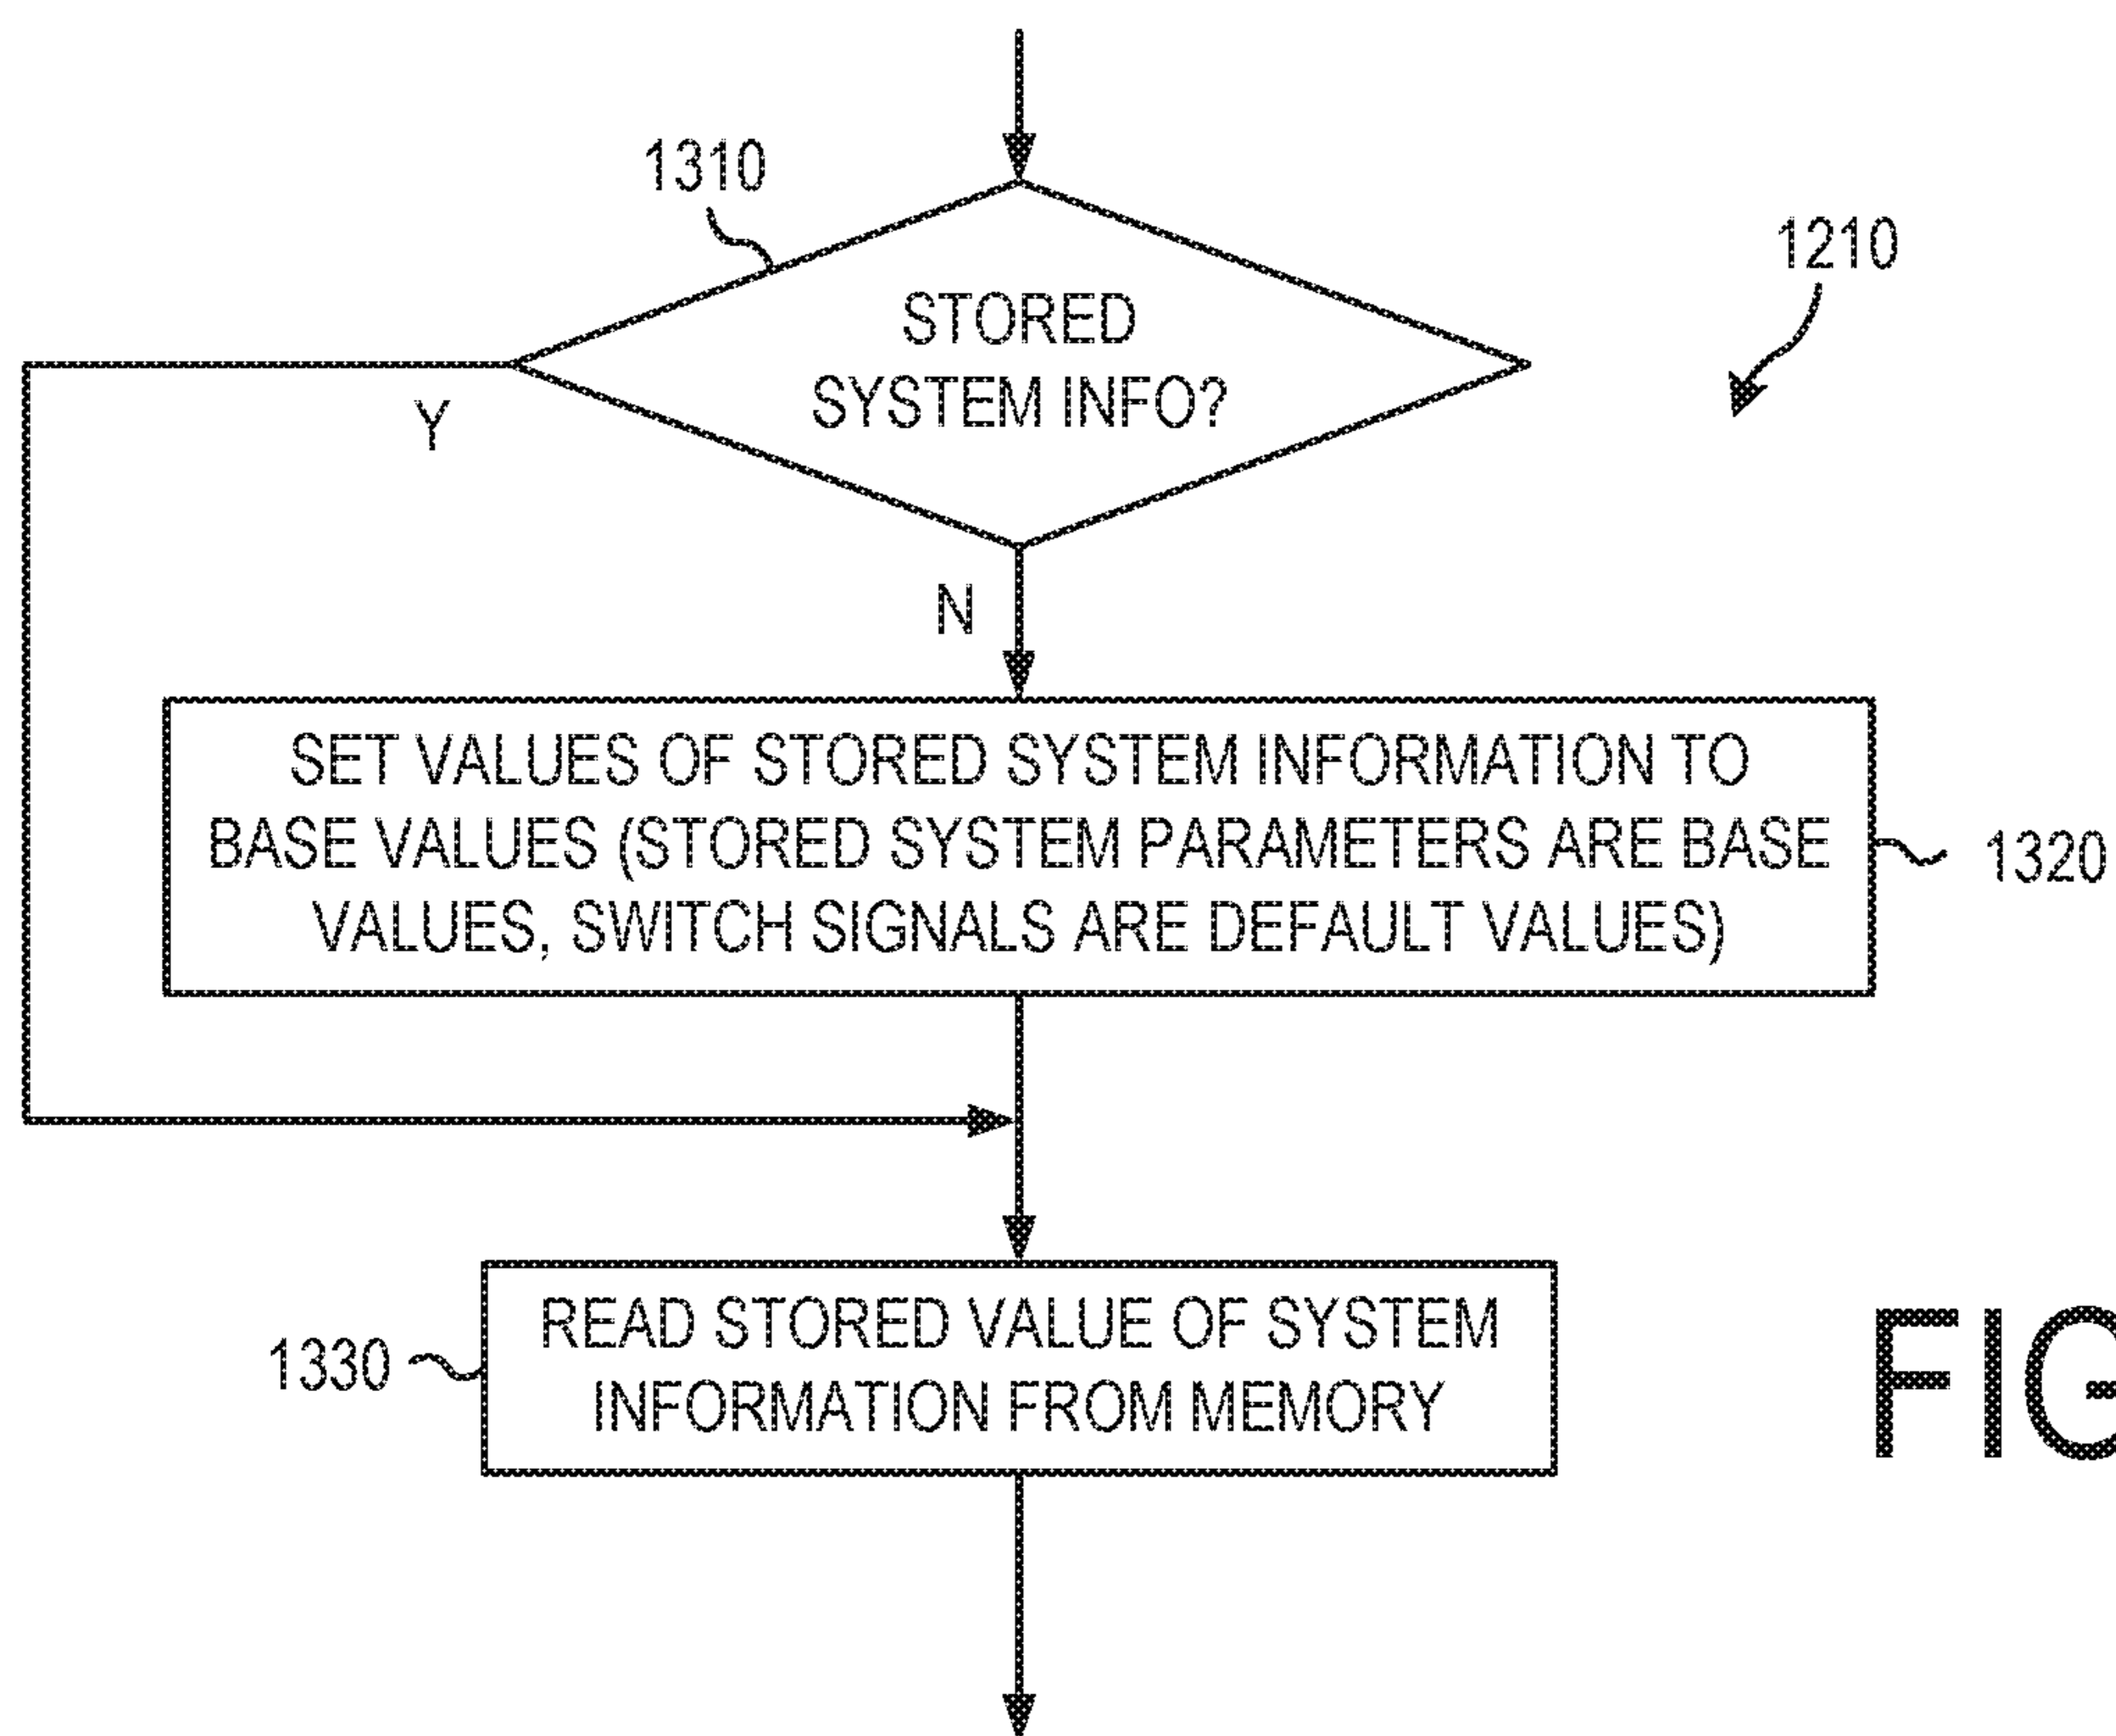 1310
1210
STORED
SYSTEM INFO?
Y
N
SET VALUES OF STORED SYSTEM INFORMATION TO
BASE VALUES (STORED SYSTEM PARAMETERS ARE BASE
VALUES, SWITCH SIGNALS ARE DEFAULT VALUES)
1320
READ STORED VALUE OF SYSTEM
INFORMATION FROM MEMORY
1330
FIG